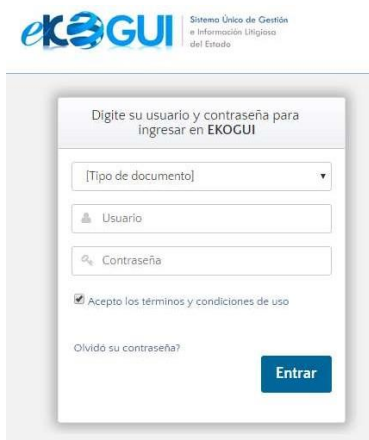 eKOGUI
Sistema Único de Gestión
e Información Litigiosa
del Estado
Digite su usuario y contraseña para
ingresar en EKOGUI
[Tipo de documento]
Usuario
Contraseña
Acepto los términos y condiciones de uso
Olvidó su contraseña?
Entrar